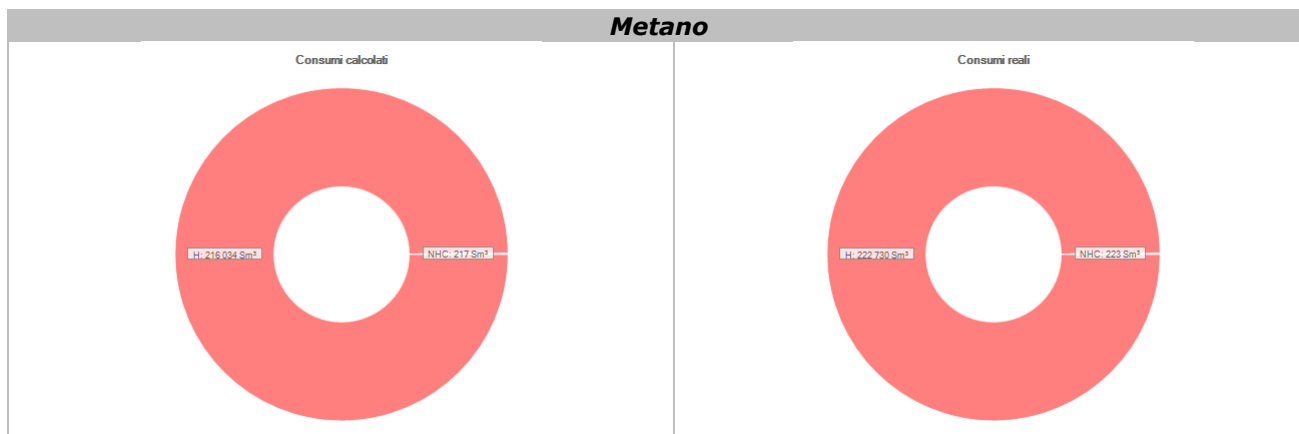 Metano
Consumi calcolati
H: 216 034 Sm³
NHC: 217 Sm³
Consumi reali
H: 222 730 Sm³
NHC: 223 Sm³